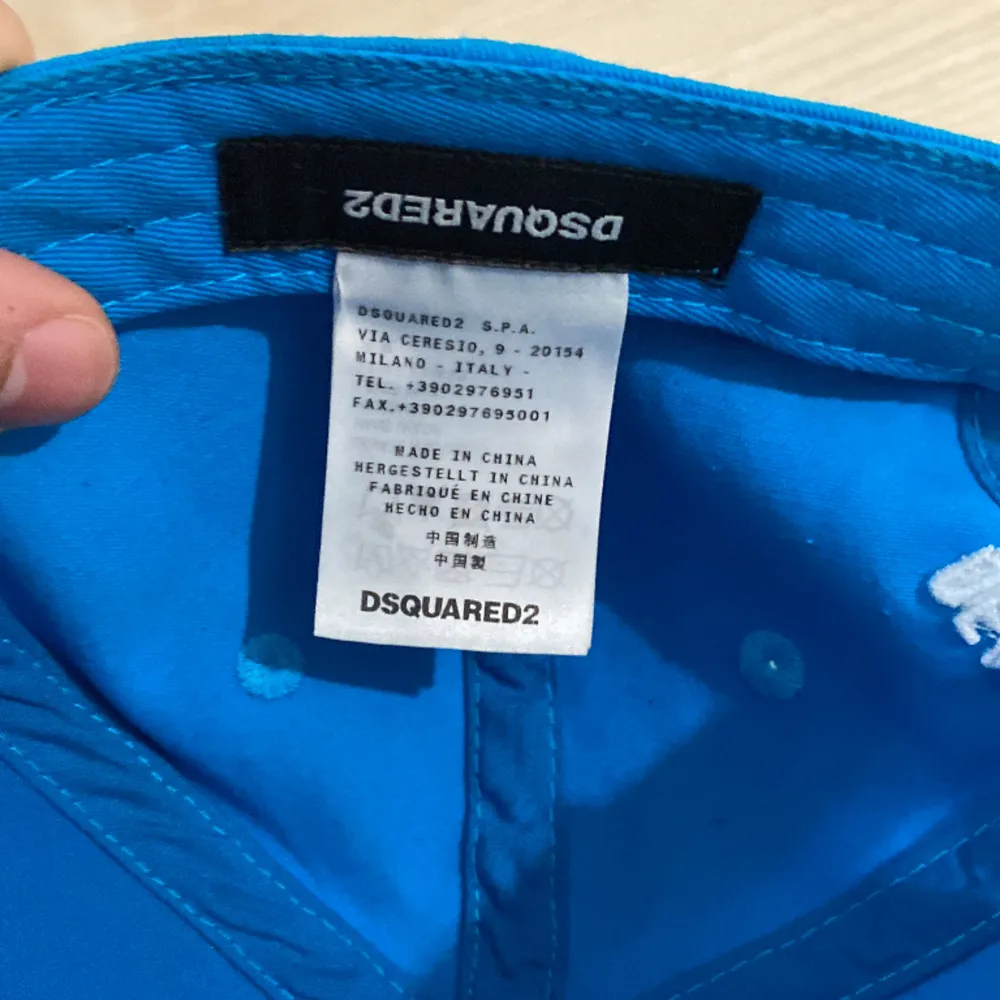 DSQUARED2
DSQUARED2 S.P.A.
VIA CERESIO, 9 - 20154
MILANO - ITALY -
TEL. +3902976951
FAX.+390297695001
MADE IN CHINA
HERGESTELLT IN CHINA
FABRIQUÉ EN CHINE
HECHO EN CHINA
中国制造
中国製
DSQUARED2